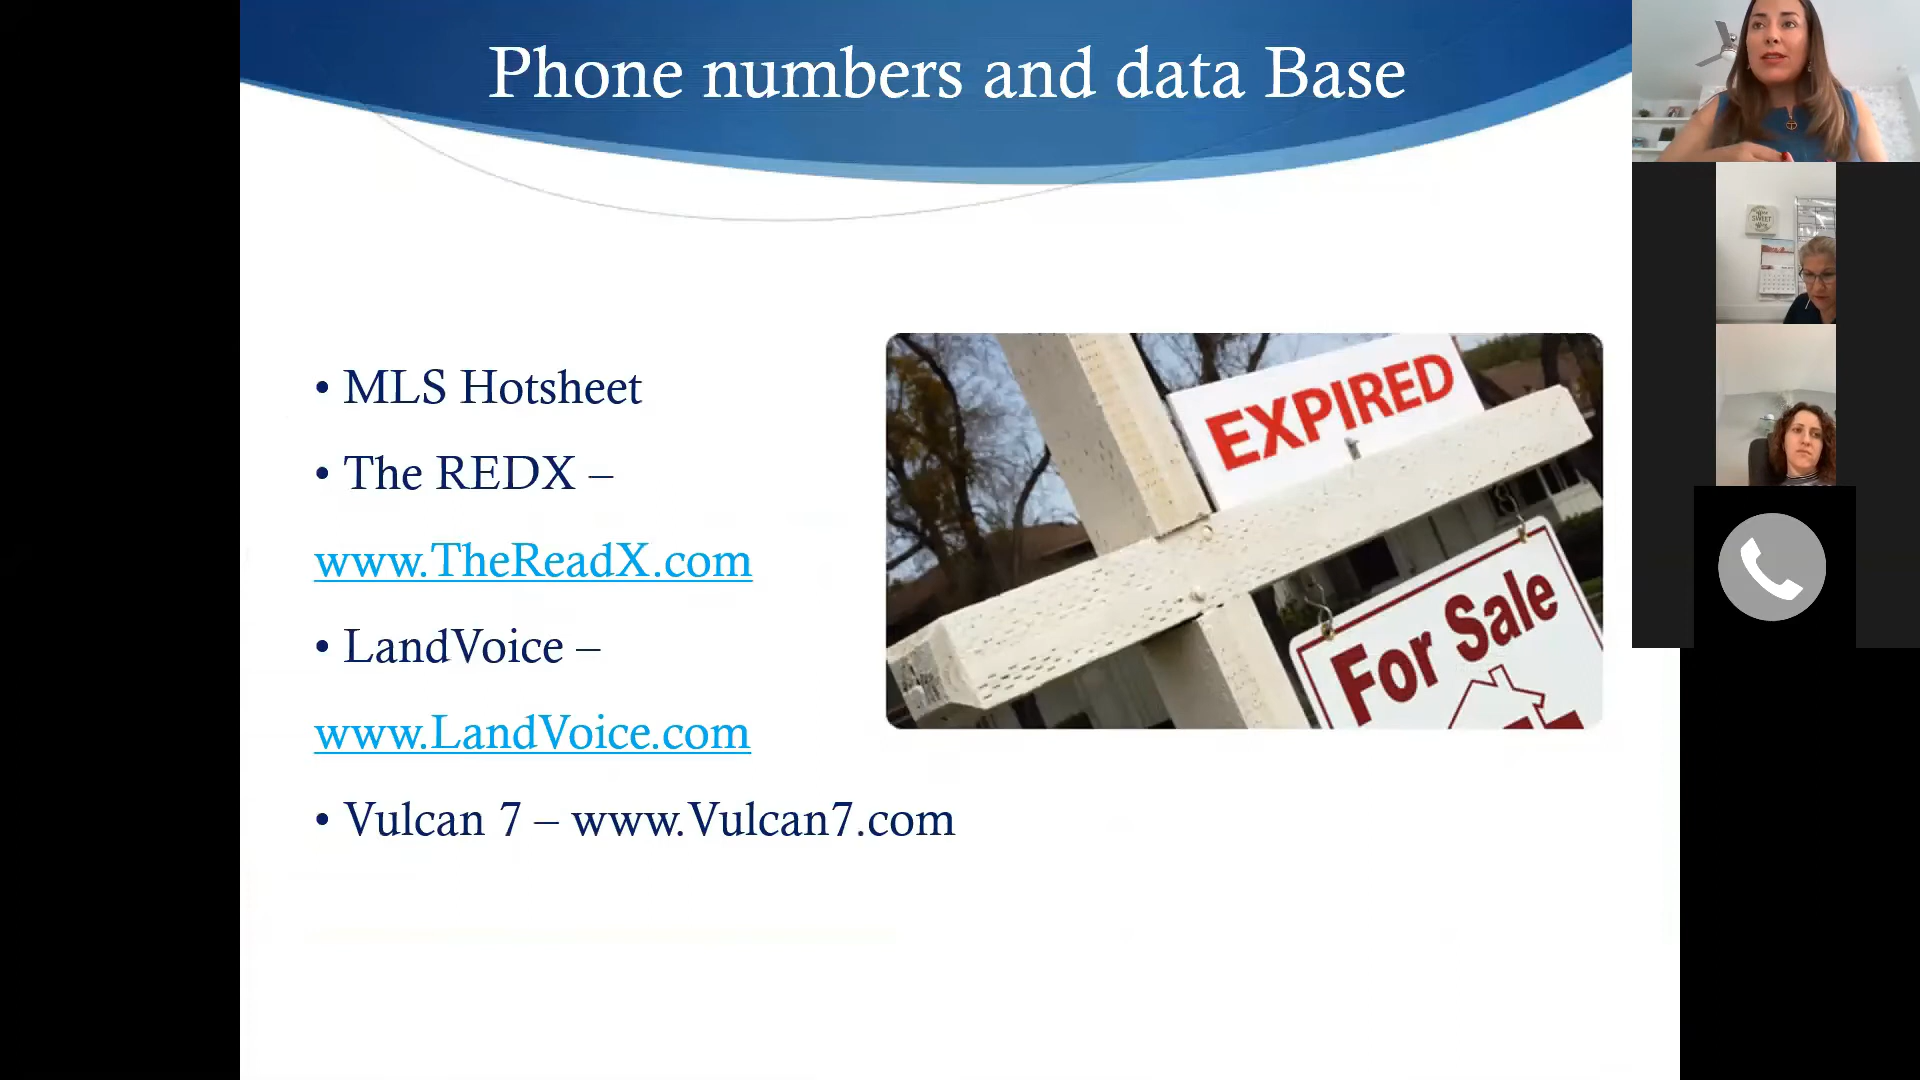 Phone numbers and data Base
• MLS Hotsheet
• The REDX –
www.TheReadX.com
• LandVoice –
www.LandVoice.com
• Vulcan 7 – www.Vulcan7.com
EXPIRED
For Sale
SWEET